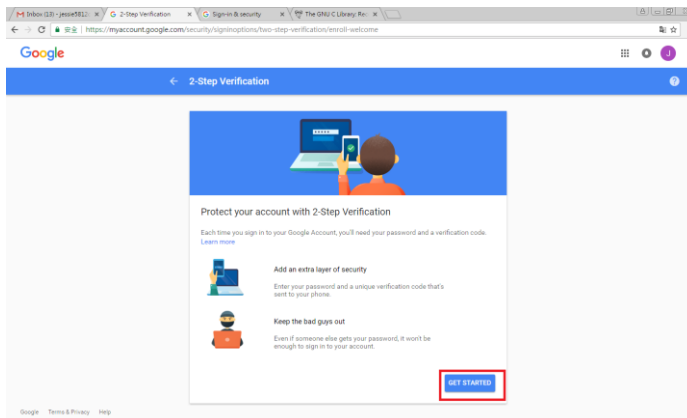 Inbox (13) - jessie5812
2-Step Verification
Sign-in & security
The GNU C Library: Re
https://myaccount.google.com/security/signinoptions/two-step-verification/enroll-welcome
Google
J
2-Step Verification
Protect your account with 2-Step Verification
Each time you sign in to your Google Account, you'll need your password and a verification code.
Learn more
Add an extra layer of security
Enter your password and a unique verification code that's
sent to your phone.
Keep the bad guys out
Even if someone else gets your password, it won't be
enough to sign in to your account.
GET STARTED
Google Terms & Privacy Help